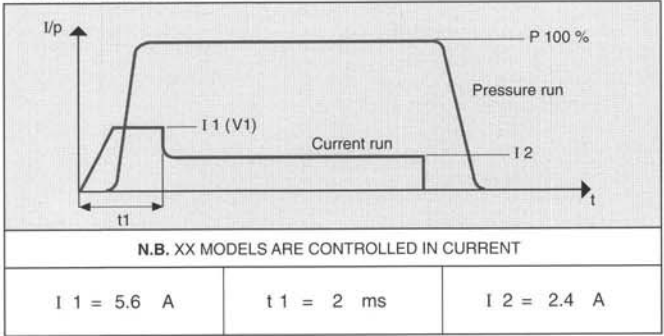 I/p
P 100 %
Pressure run
I 1 (V1)
Current run
I 2
t
t1
N.B. XX MODELS ARE CONTROLLED IN CURRENT
I 1 = 5.6 A
t 1 = 2 ms
I 2 = 2.4 A